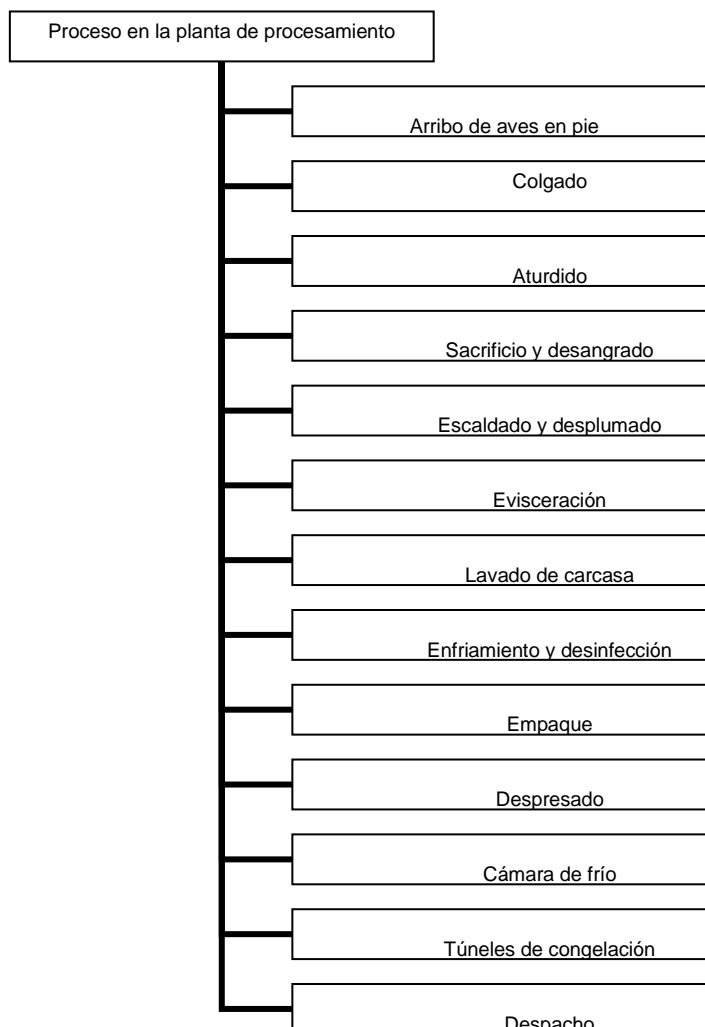 Proceso en la planta de procesamiento
Arribo de aves en pie
Colgado
Aturdido
Sacrificio y desangrado
Escaldado y desplumado
Evisceración
Lavado de carcasa
Enfriamiento y desinfección
Empaque
Despresado
Cámara de frío
Túneles de congelación
Despacho